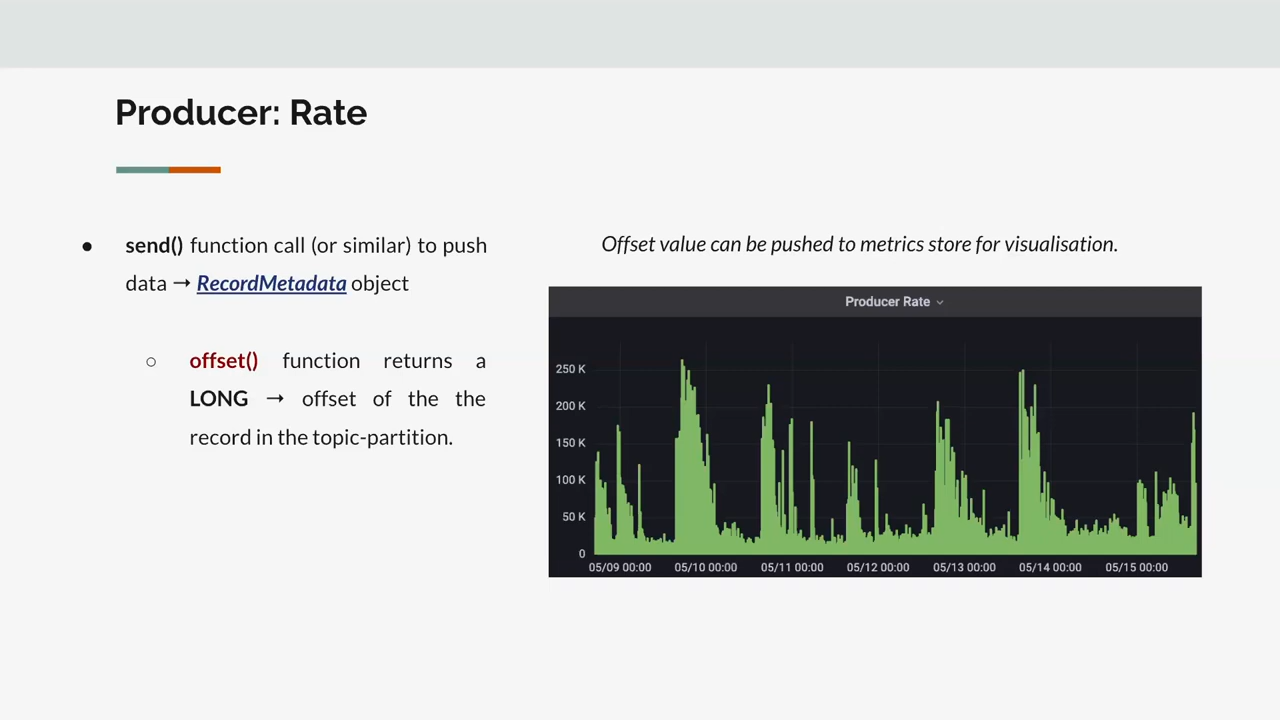 Producer: Rate
● send() function call (or similar) to push
data → RecordMetadata object
○ offset() function returns a
LONG → offset of the the
record in the topic-partition.
Offset value can be pushed to metrics store for visualisation.
Producer Rate
250 K
200 K
150 K
100 K
50 K
0
05/09 00:00 05/10 00:00 05/11 00:00 05/12 00:00 05/13 00:00 05/14 00:00 05/15 00:00